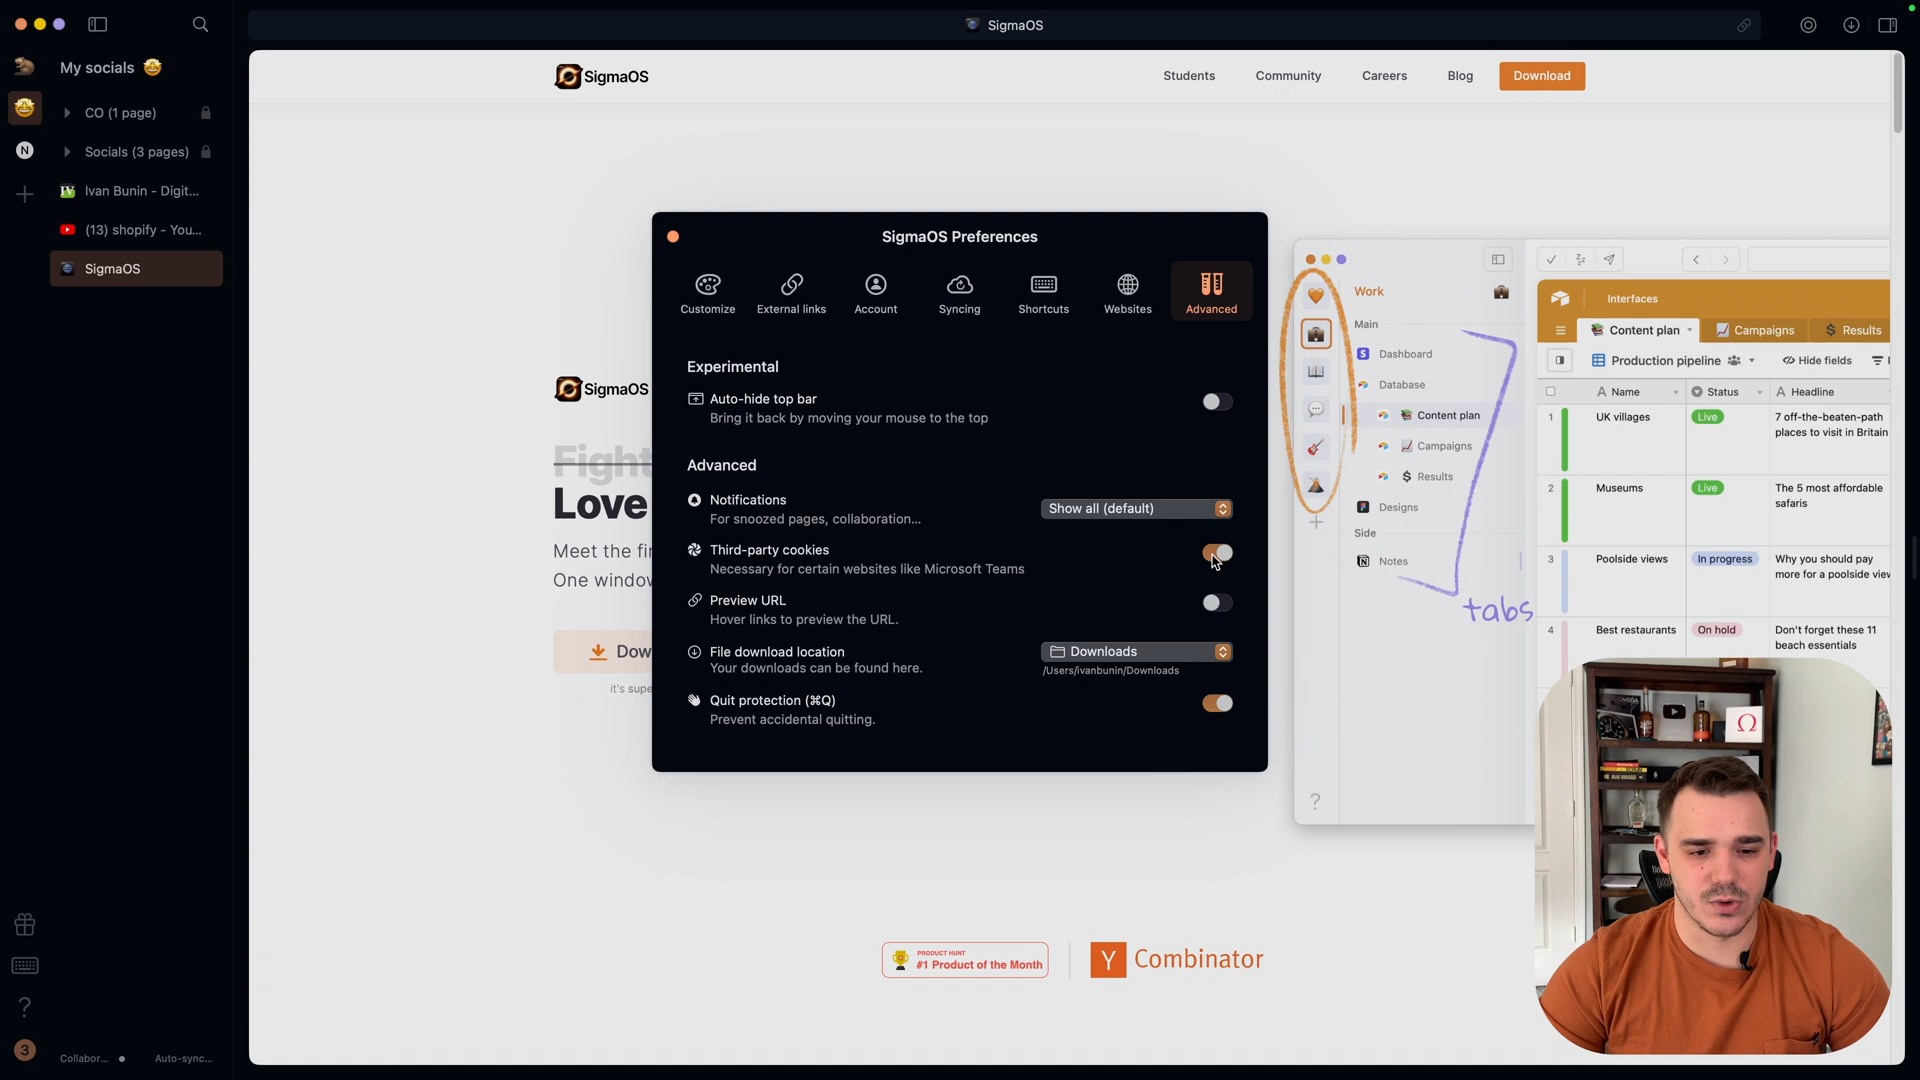 SigmaOS
My socials 🤩
CO (1 page)
Socials (3 pages)
Ivan Bunin - Digit...
(13) shopify - You...
SigmaOS
3
Collabor...
Auto-sync...
SigmaOS
Students
Community
Careers
Blog
Download
SigmaOS
Fight
Love
Meet the fi
One window
Dow
it's supe
SigmaOS Preferences
Customize
External links
Account
Syncing
Shortcuts
Websites
Advanced
Experimental
Auto-hide top bar
Bring it back by moving your mouse to the top
Advanced
Notifications
For snoozed pages, collaboration...
Show all (default)
Third-party cookies
Necessary for certain websites like Microsoft Teams
Preview URL
Hover links to preview the URL.
File download location
Your downloads can be found here.
Downloads
/Users/ivanbunin/Downloads
Quit protection (⌘Q)
Prevent accidental quitting.
Work
Main
Dashboard
Database
Content plan
Campaigns
Results
Designs
Side
Notes
tabs
Interfaces
Content plan
Campaigns
Results
Production pipeline
Hide fields
Name
Status
Headline
1 UK villages Live 7 off-the-beaten-path
places to visit in Britain
2 Museums Live The 5 most affordable
safaris
3 Poolside views In progress Why you should pay
more for a poolside view
4 Best restaurants On hold Don't forget these 11
beach essentials
PRODUCT HUNT
#1 Product of the Month
Y Combinator
Ω